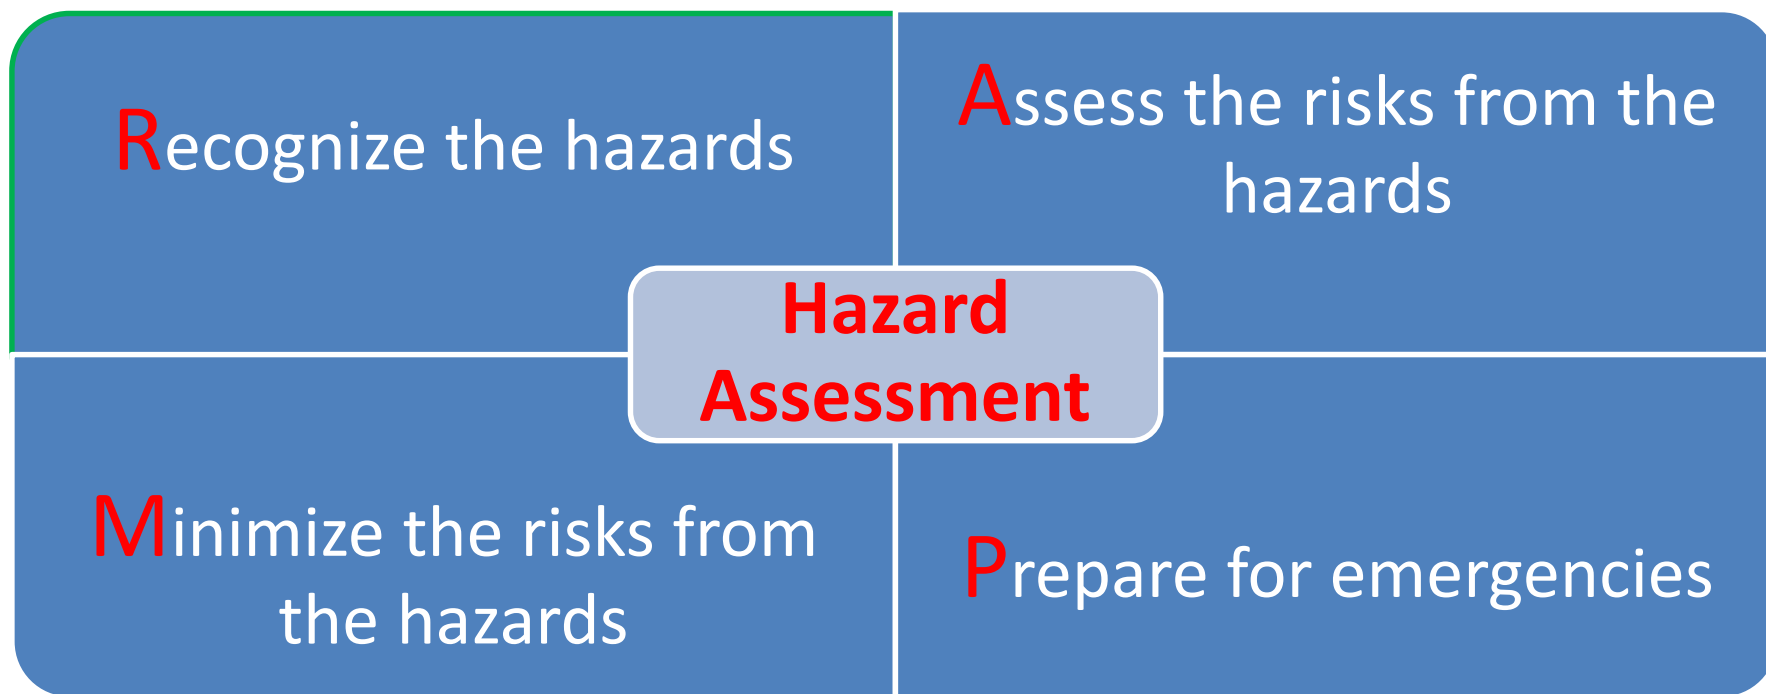 Recognize the hazards
Assess the risks from the
hazards
Hazard
Assessment
Minimize the risks from
the hazards
Prepare for emergencies